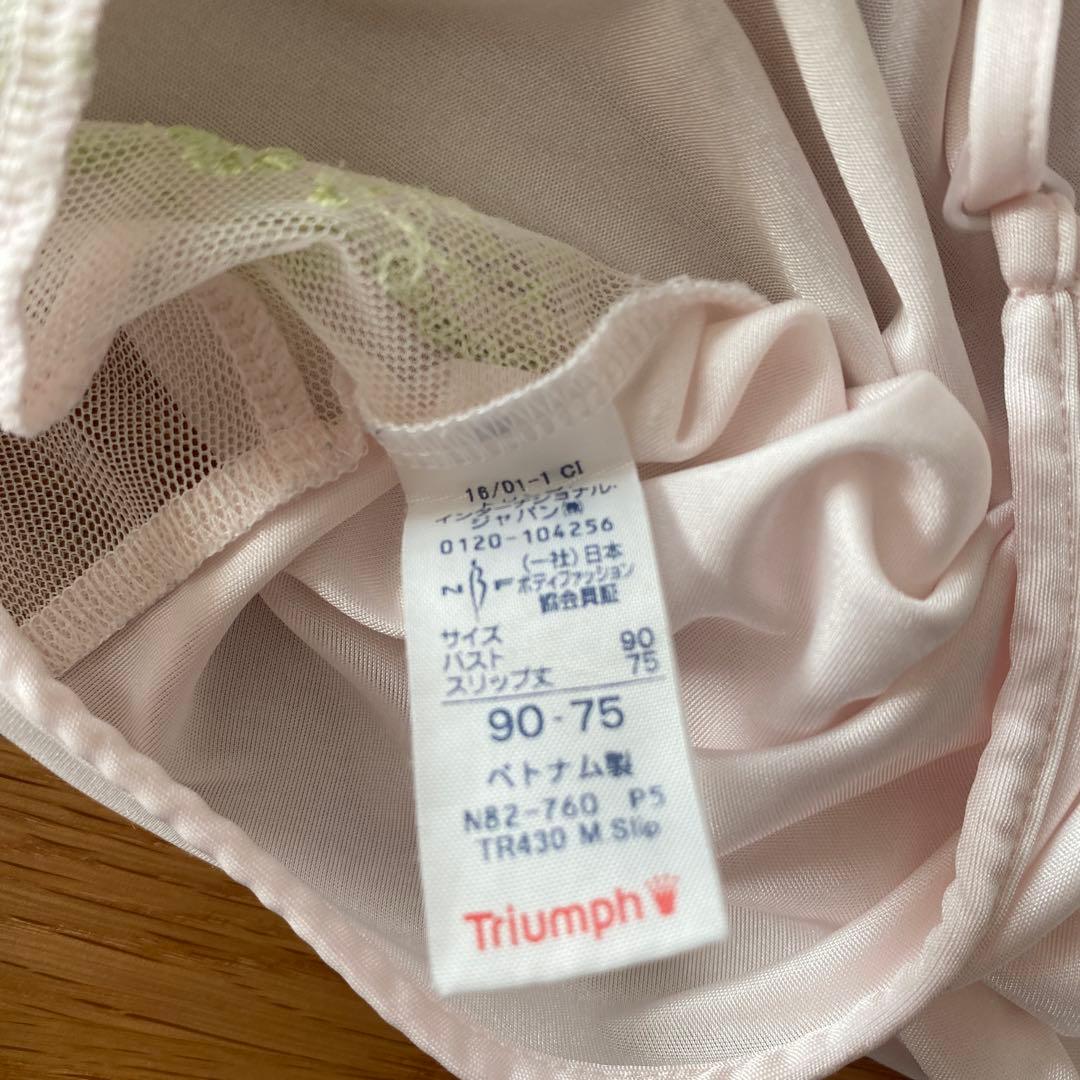 16/D1-1 CI
インターナショナル・
ジャパン㈱
0120-104256
NBF
(一社)日本
ボディファッション
協会員証
サイズ
バスト 90
スリップ丈 75
90-75
ベトナム製
N82-760 P5
TR430 M.Slip
Triumph